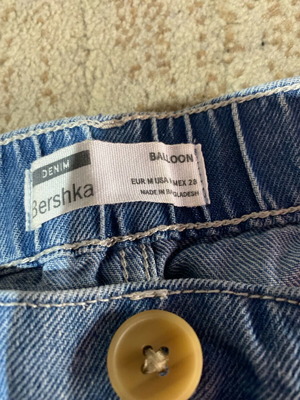 DENIM
Bershka
BALLOON
EUR M USA M MEX 28
MADE IN BANGLADESH